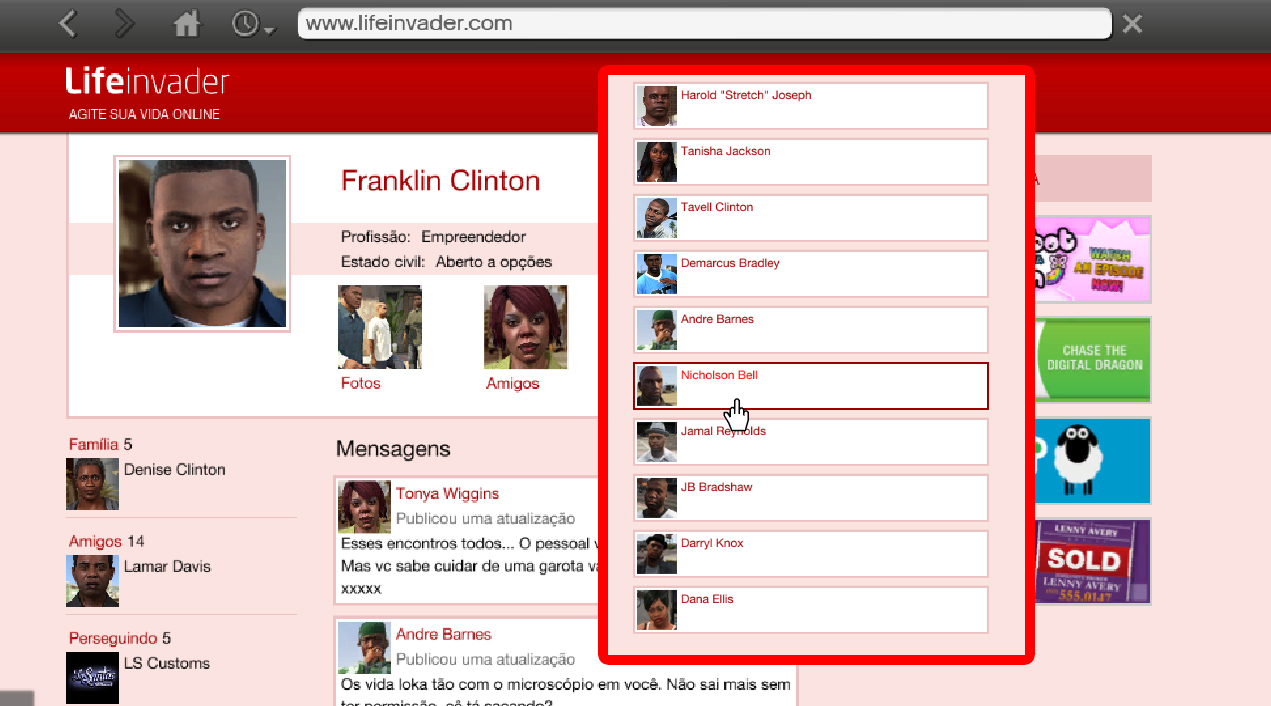 www.lifeinvader.com
Lifeinvader
AGITE SUA VIDA ONLINE
Franklin Clinton
Profissão: Empreendedor
Estado civil: Aberto a opções
Fotos
Amigos
Família 5
Denise Clinton
Amigos 14
Lamar Davis
Perseguindo 5
LS Customs
Mensagens
Tonya Wiggins
Publicou uma atualização
Esses encontros todos... O pessoal
Mas vc sabe cuidar de uma garota
xxxxx
Andre Barnes
Publicou uma atualização
Os vida loka tão com o microscópio em você. Não sai mais sem
ter permissão, cê tá sacando?
Harold "Stretch" Joseph
Tanisha Jackson
Tavell Clinton
Demarcus Bradley
Andre Barnes
Nicholson Bell
Jamal Reynolds
JB Bradshaw
Darryl Knox
Dana Ellis
WATCH
AN EPISODE
NOW!
CHASE THE
DIGITAL DRAGON
LENNY AVERY
SOLD
LENNY AVERY
555.0147